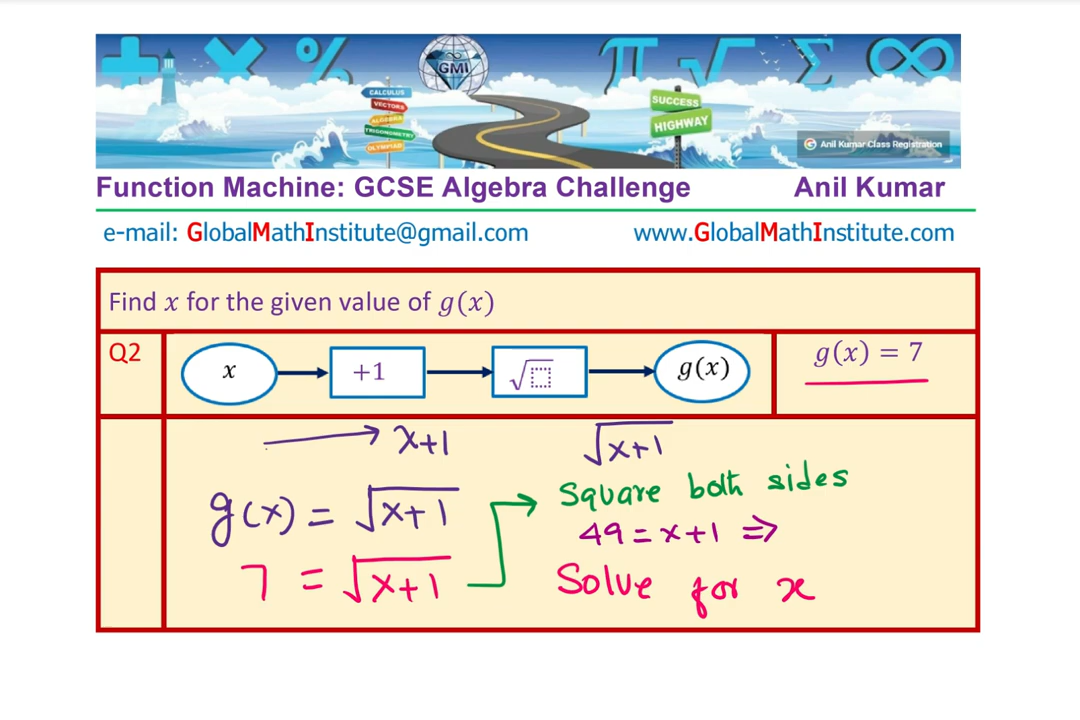 GMI
CALCULUS
VECTORS
ALGEBRA
TRIGONOMETRY
OLYMPIAD
SUCCESS
HIGHWAY
G Anil Kumar Class Registration
Function Machine: GCSE Algebra Challenge Anil Kumar
e-mail: GlobalMathInstitute@gmail.com www.GlobalMathInstitute.com
Find x for the given value of g(x)
Q2 x +1 √ g(x) g(x) = 7
x+1 √(x+1)
g(x) = √(x+1) Square both sides
49 = x+1 ⇒
7 = √(x+1) Solve for x